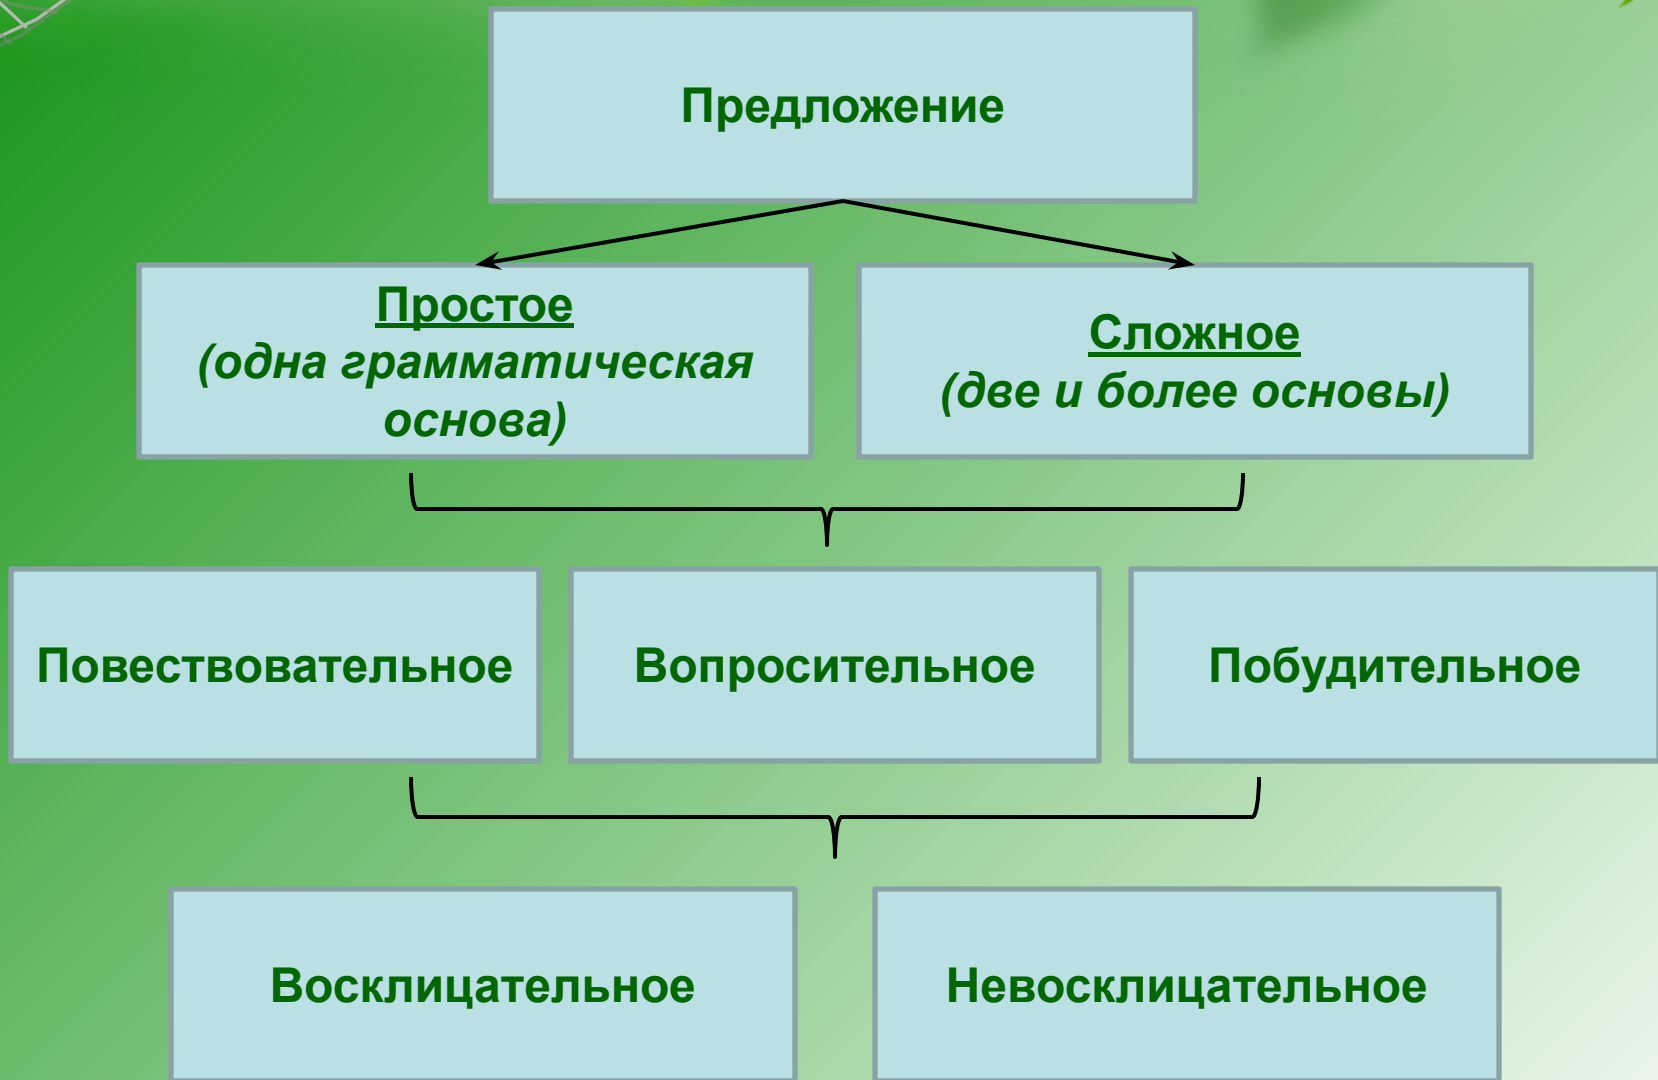 Предложение
Простое
(одна грамматическая
основа)
Сложное
(две и более основы)
Повествовательное
Вопросительное
Побудительное
Восклицательное
Невосклицательное